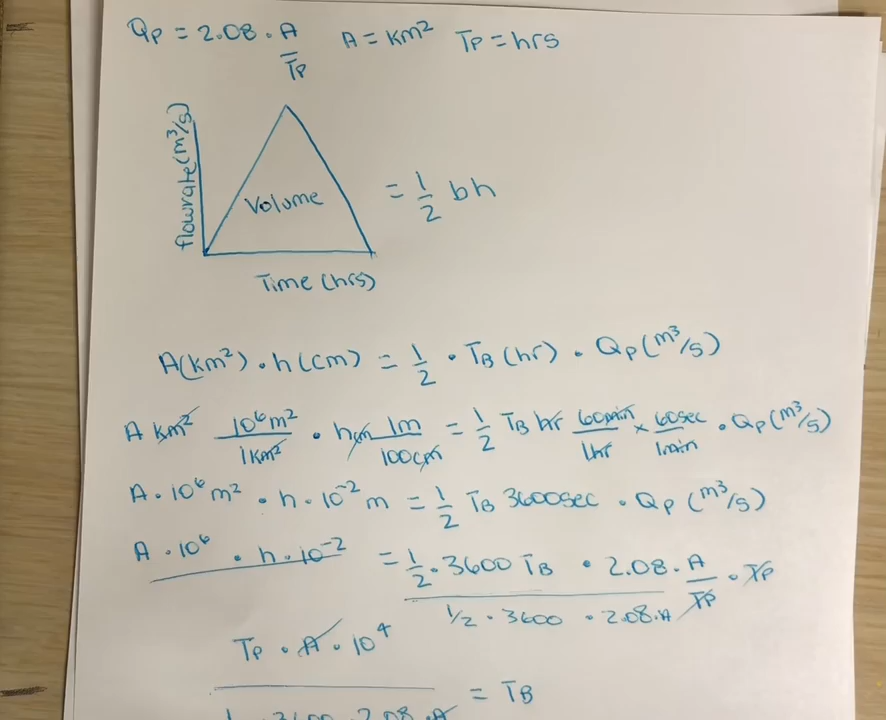 Qp = 2.08 · A/Tp   A = km²   Tp = hrs
flowrate (m³/s)
Volume
= 1/2 bh
Time (hrs)
A(km²) · h(cm) = 1/2 · TB (hr) · Qp (m³/s)
A km² 10⁶m²/1km² · h cm 1m/100cm = 1/2 TB hr 60min/1hr × 60sec/1min · Qp (m³/s)
A · 10⁶ m² · h · 10⁻² m = 1/2 TB 3600sec · Qp (m³/s)
A · 10⁶ · h · 10⁻² = 1/2 · 3600 TB · 2.08 · A/Tp · Tp
1/2 · 3600 · 2.08 · A
Tp · A · 10⁴
= TB
3600 · 2.08 · A